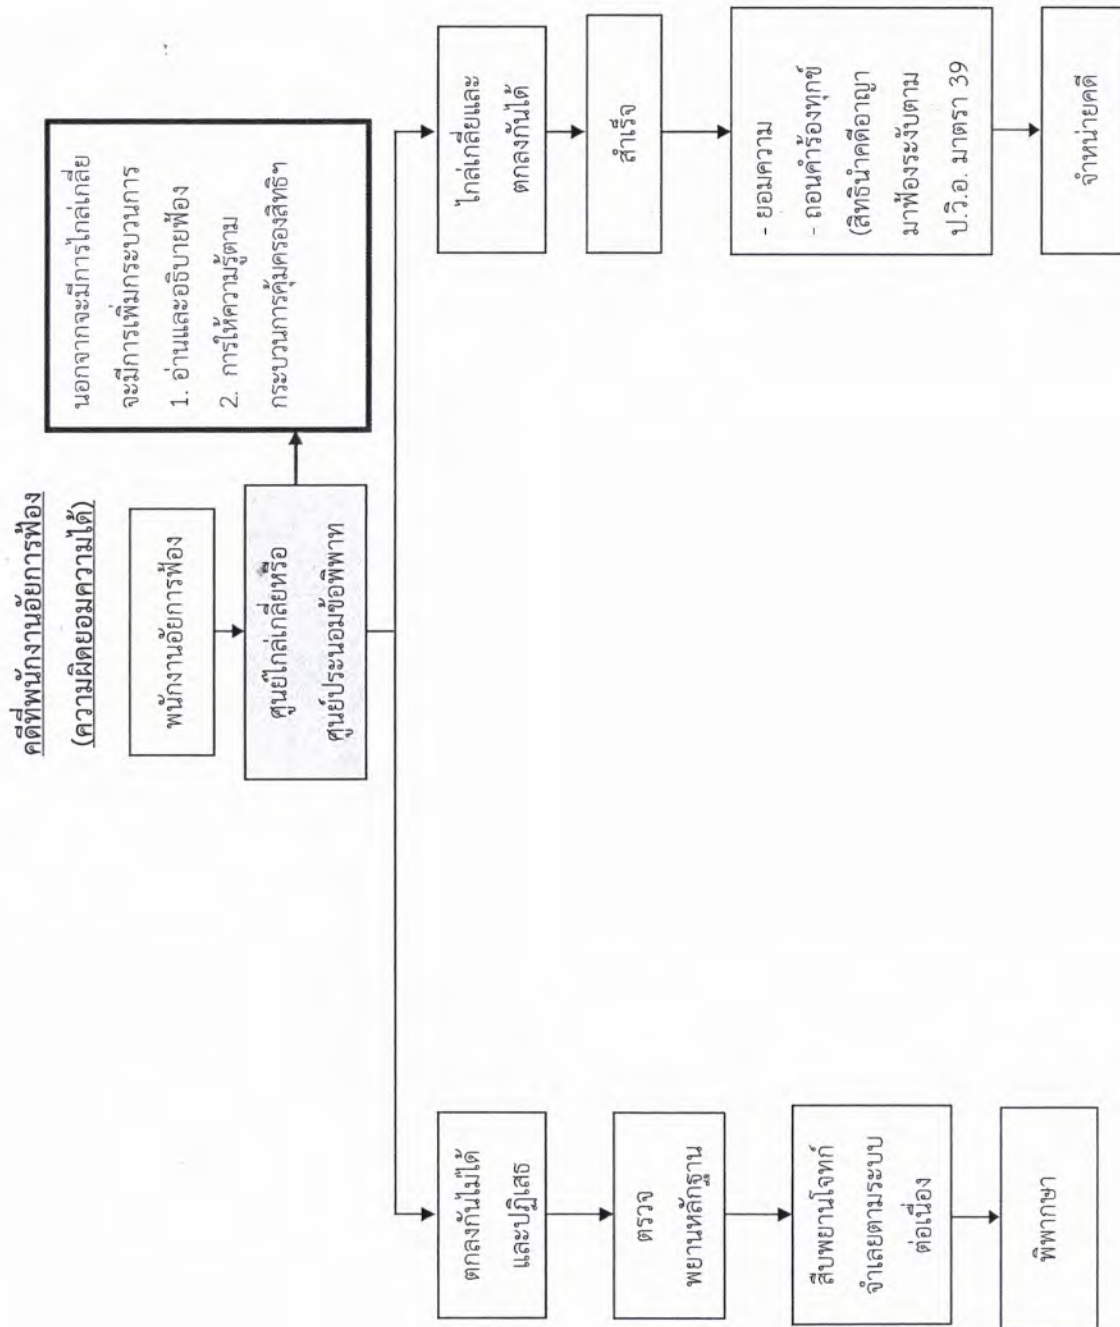 คดีที่พนักงานอัยการฟ้อง
(ความผิดยอมความได้)
พนักงานอัยการฟ้อง
ศูนย์ไกล่เกลี่ยหรือ
ศูนย์ประนอมข้อพิพาท
นอกจากจะมีการไกล่เกลี่ย
จะมีการเพิ่มกระบวนการ
1. อ่านและอธิบายฟ้อง
2. การให้ความรู้ตาม
กระบวนการคุ้มครองสิทธิฯ
ตกลงกันไม่ได้
และปฏิเสธ
ตรวจ
พยานหลักฐาน
สืบพยานโจทก์
จำเลยตามระบบ
ต่อเนื่อง
พิพากษา
ไกล่เกลี่ยและ
ตกลงกันได้
สำเร็จ
- ยอมความ
- ถอนคำร้องทุกข์
(สิทธินำคดีอาญา
มาฟ้องระงับตาม
ป.วิ.อ. มาตรา 39
จำหน่ายคดี